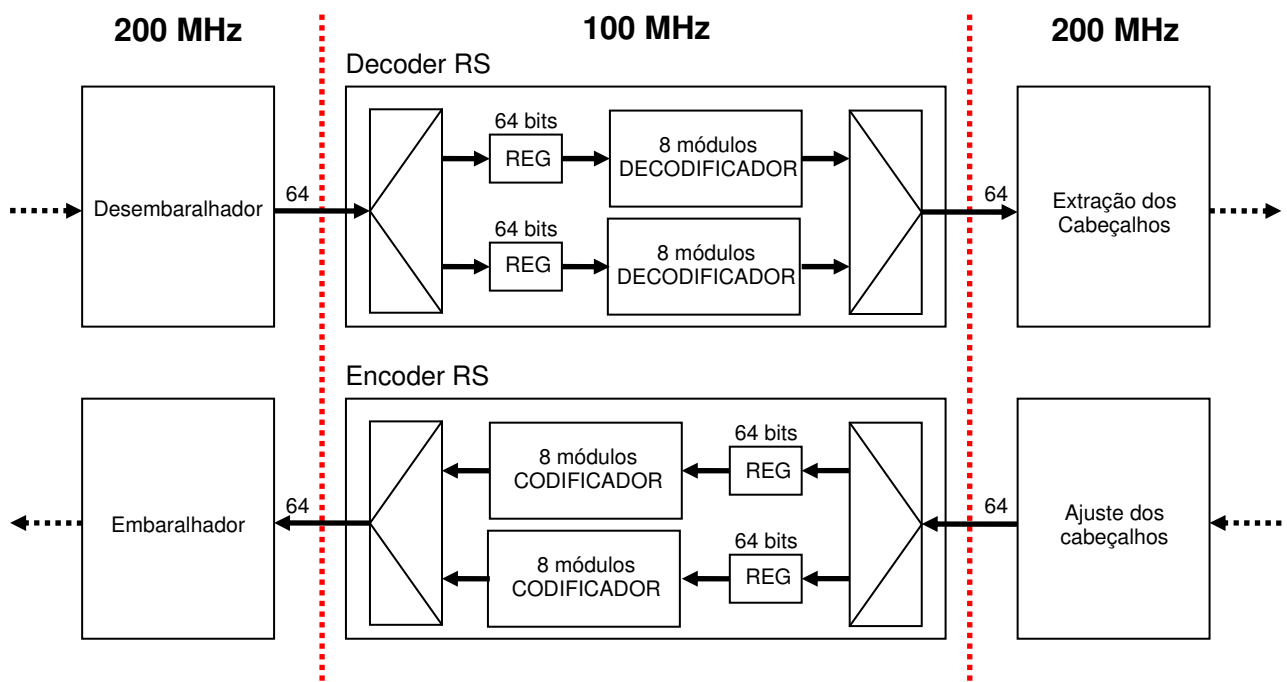 200 MHz
100 MHz
200 MHz
Decoder RS
Desembaralhador
64
64 bits
REG
8 módulos
DECODIFICADOR
64 bits
REG
8 módulos
DECODIFICADOR
64
Extração dos
Cabeçalhos
Encoder RS
Embaralhador
64
8 módulos
CODIFICADOR
64 bits
REG
8 módulos
CODIFICADOR
64 bits
REG
64
Ajuste dos
cabeçalhos